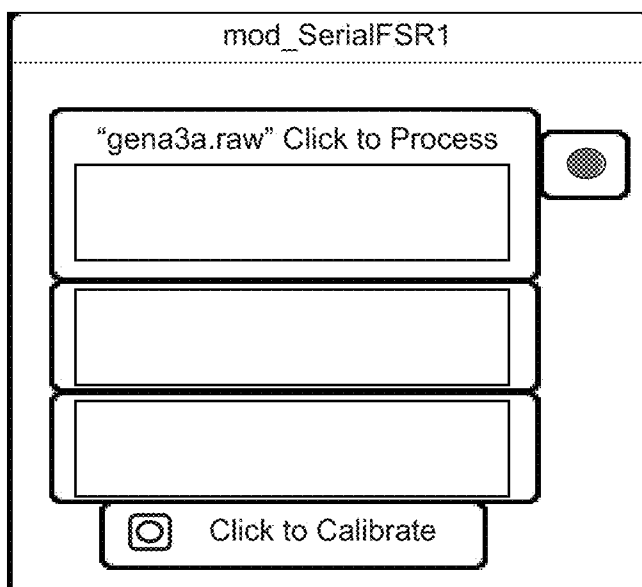 mod_SerialFSR1
“gena3a.raw” Click to Process
Click to Calibrate